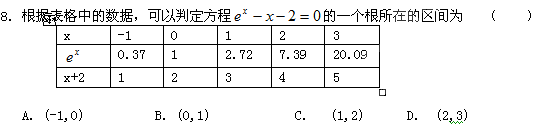 8. 根据表格中的数据，可以判定方程 e^x − x − 2 = 0 的一个根所在的区间为 ( )
x -1 0 1 2 3
e^x 0.37 1 2.72 7.39 20.09
x+2 1 2 3 4 5
A. (-1,0) B. (0,1) C. (1,2) D. (2,3)